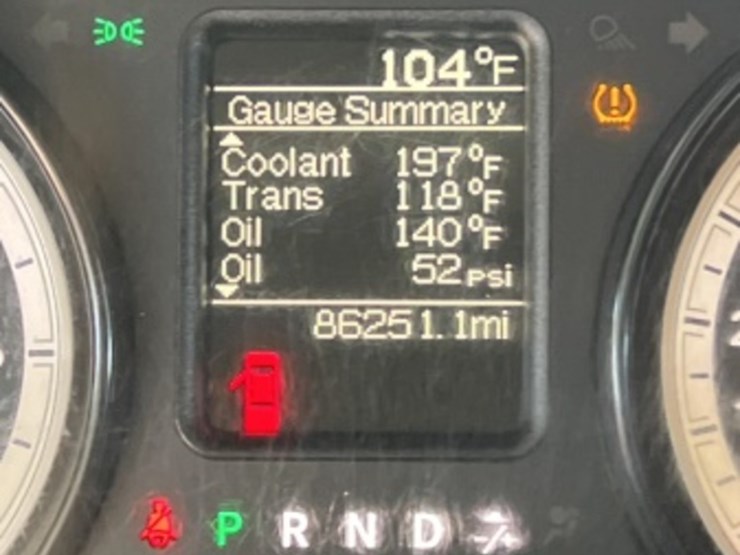 104°F
Gauge Summary
Coolant 197°F
Trans 118°F
Oil 140°F
Oil 52 PSI
86251.1mi
P R N D -/+